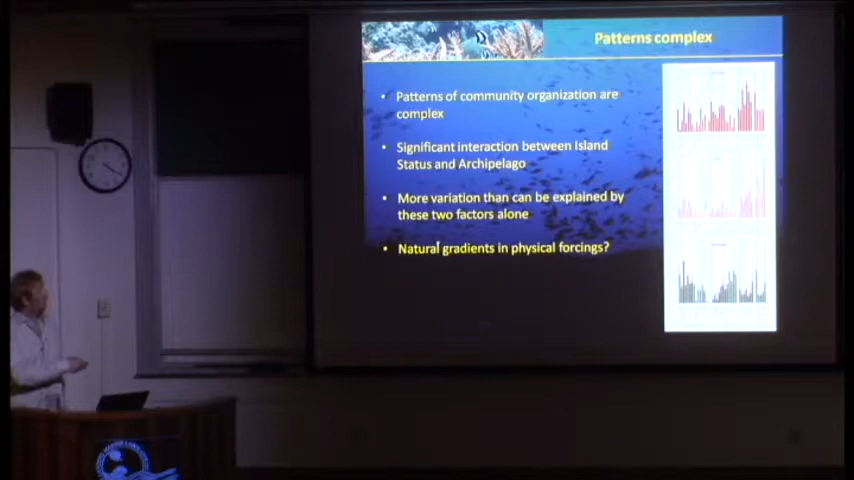 Patterns complex
• Patterns of community organization are
complex
• Significant interaction between Island
Status and Archipelago
• More variation than can be explained by
these two factors alone
• Natural gradients in physical forcings?